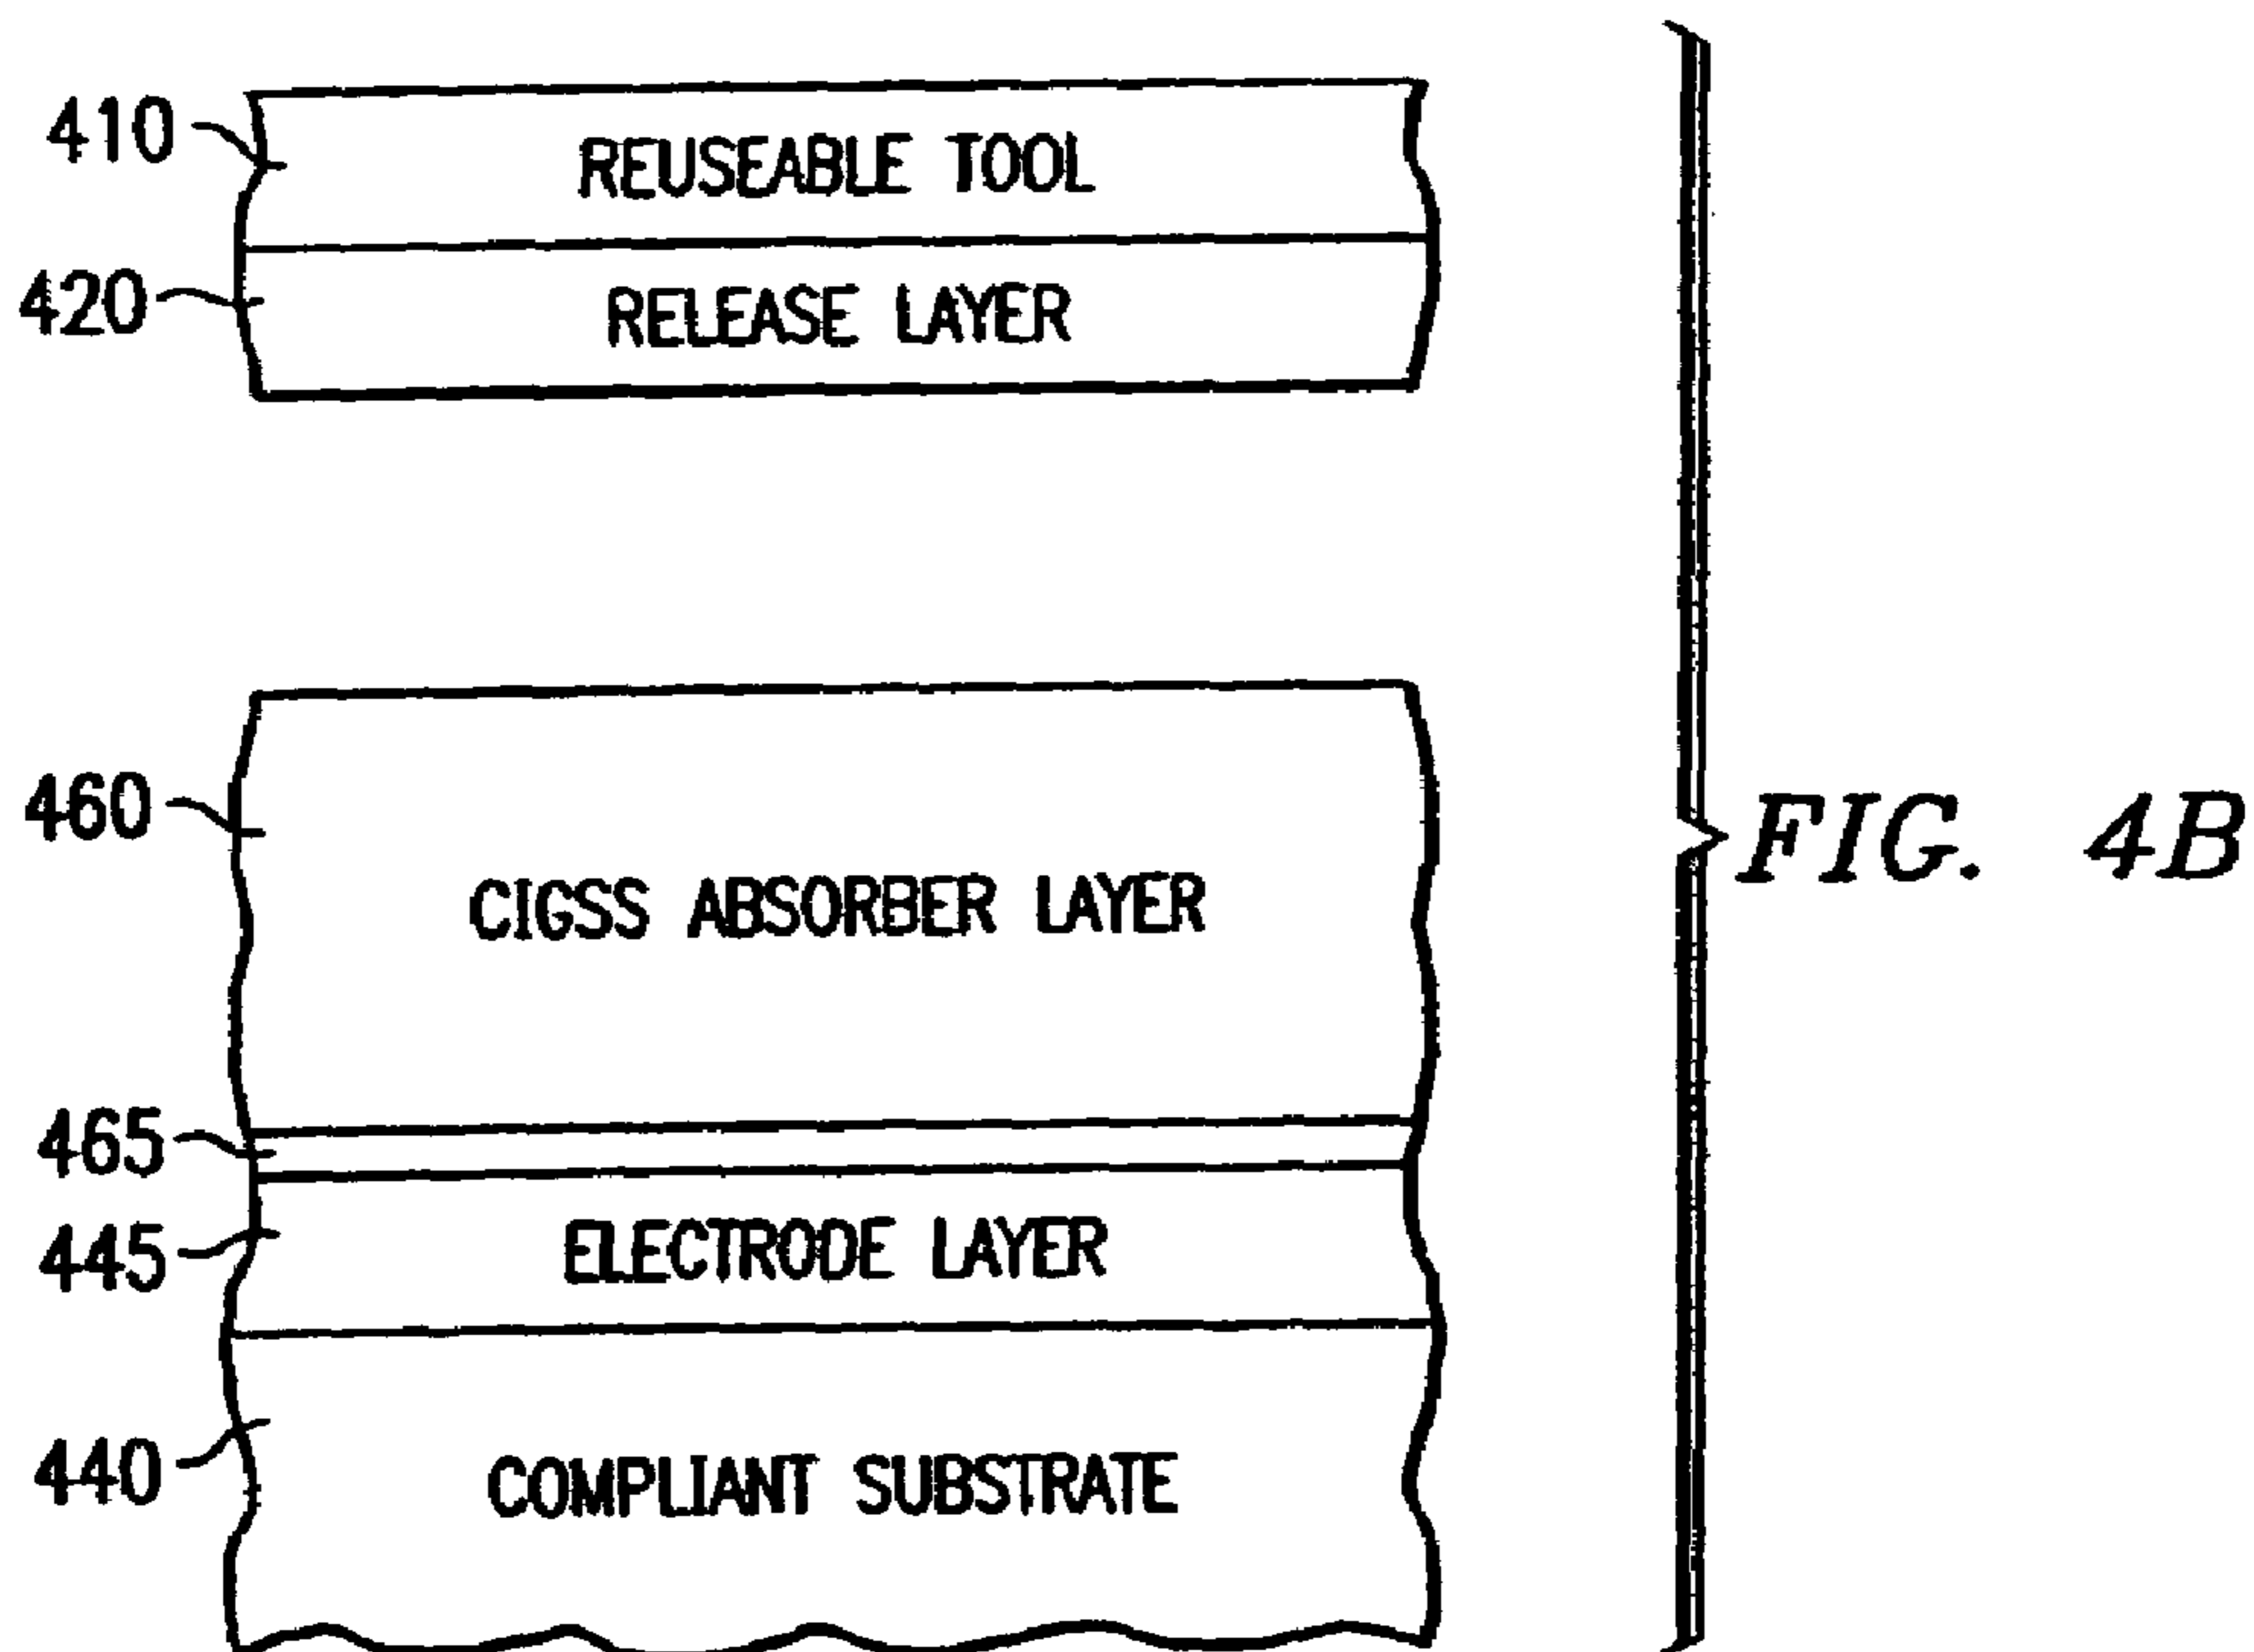 410
REUSEABLE TOOL
420
RELEASE LAYER
460
CIGSS ABSORBER LAYER
FIG. 4B
465
445
ELECTRODE LAYER
440
COMPLIANT SUBSTRATE